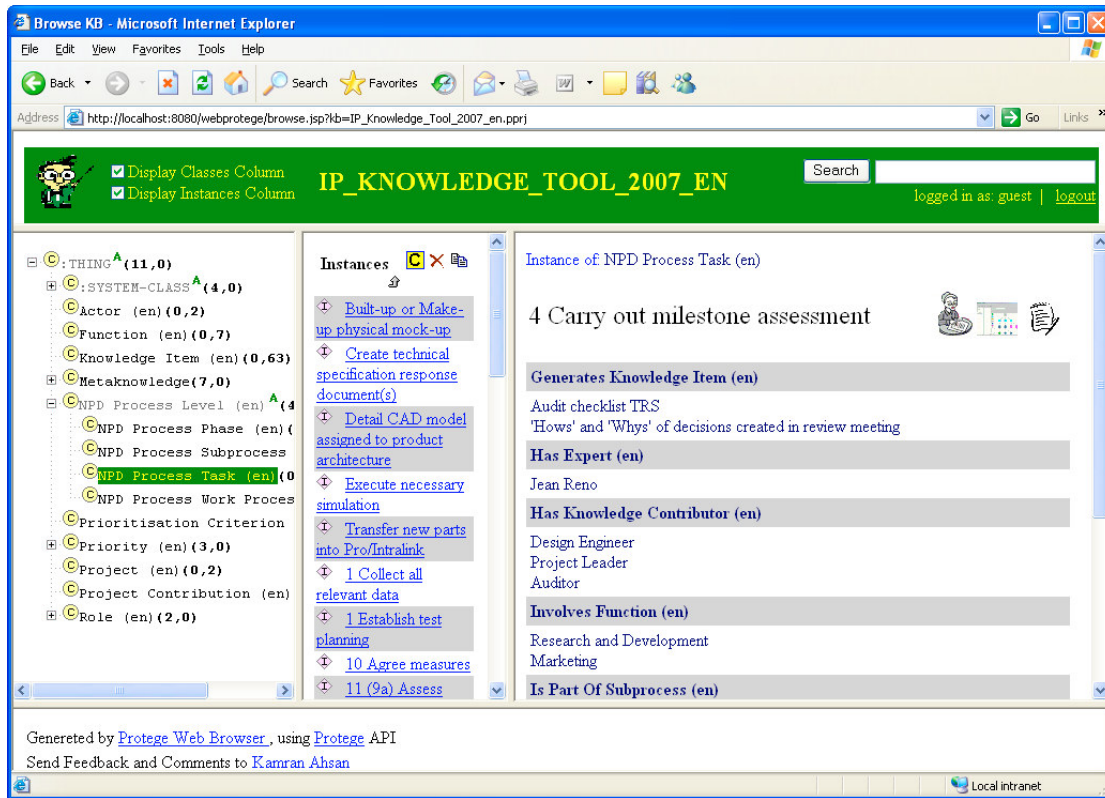 Browse KB - Microsoft Internet Explorer
File Edit View Favorites Tools Help
Back Search Favorites
Address http://localhost:8080/webprotege/browse.jsp?kb=IP_Knowledge_Tool_2007_en.pprj Go Links »
Display Classes Column
Display Instances Column
IP_KNOWLEDGE_TOOL_2007_EN
Search
logged in as: guest | logout
:THING A (11,0)
:SYSTEM-CLASS A (4,0)
Actor (en) (0,2)
Function (en) (0,7)
Knowledge Item (en) (0,63)
Metaknowledge (7,0)
NPD Process Level (en) A (4
NPD Process Phase (en) (
NPD Process Subprocess
NPD Process Task (en) (0
NPD Process Work Proces
Prioritisation Criterion
Priority (en) (3,0)
Project (en) (0,2)
Project Contribution (en)
Role (en) (2,0)
Instances
Built-up or Make-
up physical mock-up
Create technical
specification response
document(s)
Detail CAD model
assigned to product
architecture
Execute necessary
simulation
Transfer new parts
into Pro/Intralink
1 Collect all
relevant data
1 Establish test
planning
10 Agree measures
11 (9a) Assess
Instance of: NPD Process Task (en)
4 Carry out milestone assessment
Generates Knowledge Item (en)
Audit checklist TRS
'Hows' and 'Whys' of decisions created in review meeting
Has Expert (en)
Jean Reno
Has Knowledge Contributor (en)
Design Engineer
Project Leader
Auditor
Involves Function (en)
Research and Development
Marketing
Is Part Of Subprocess (en)
Genereted by Protege Web Browser , using Protege API
Send Feedback and Comments to Kamran Ahsan
Local intranet